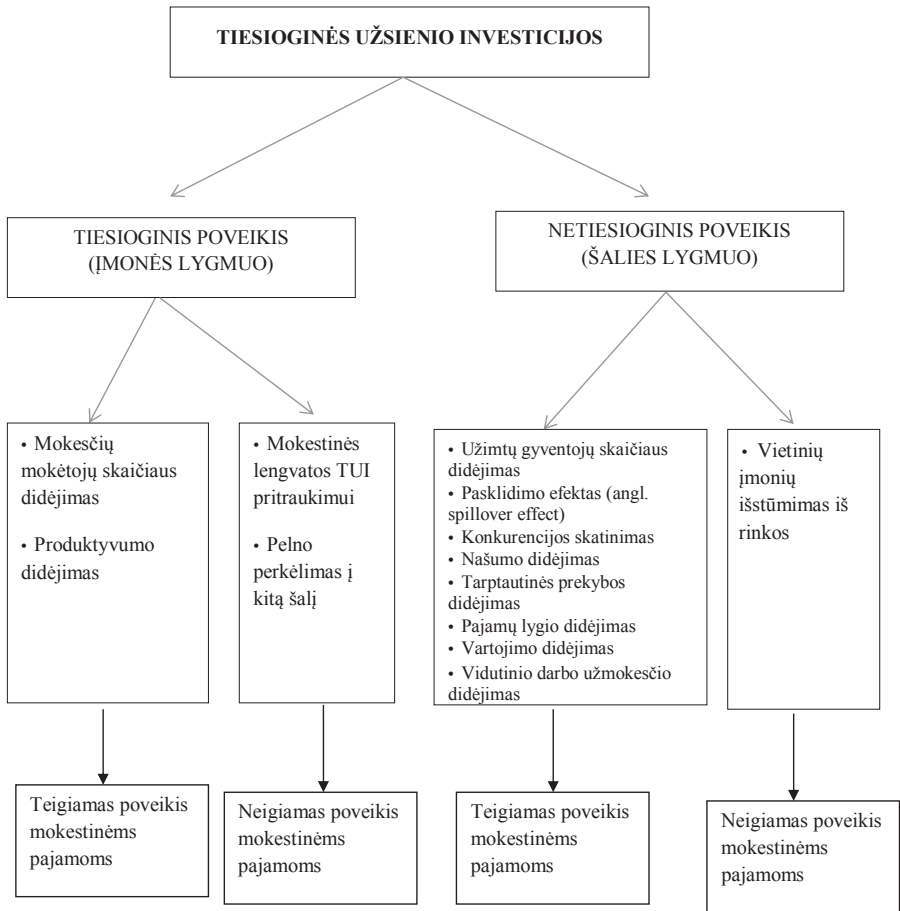 TIESIOGINĖS UŽSIENIO INVESTICIJOS
TIESIOGINIS POVEIKIS
(ĮMONĖS LYGMUO)
NETIESIOGINIS POVEIKIS
(ŠALIES LYGMUO)
• Mokesčių
mokėtojų skaičiaus
didėjimas
• Produktyvumo
didėjimas
• Mokestinės
lengvatos TUI
pritraukimui
• Pelno
perkėlimas į
kitą šalį
• Užimtų gyventojų skaičiaus
didėjimas
• Pasklidimo efektas (angl.
spillover effect)
• Konkurencijos skatinimas
• Našumo didėjimas
• Tarptautinės prekybos
didėjimas
• Pajamų lygio didėjimas
• Vartojimo didėjimas
• Vidutinio darbo užmokesčio
didėjimas
• Vietinių
įmonių
išstūmimas iš
rinkos
Teigiamas poveikis
mokestinėms
pajamoms
Neigiamas poveikis
mokestinėms
pajamoms
Teigiamas poveikis
mokestinėms
pajamoms
Neigiamas poveikis
mokestinėms
pajamoms